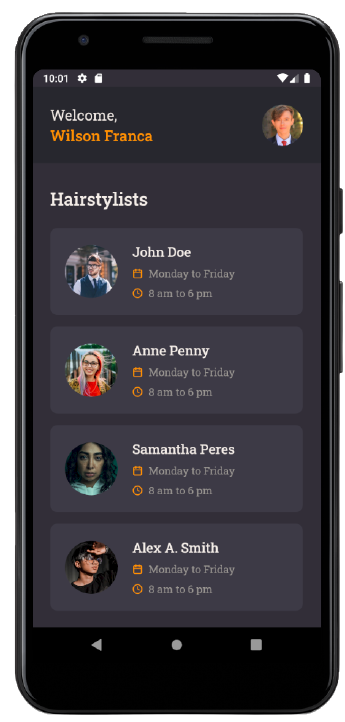 10:01
Welcome,
Wilson Franca
Hairstylists
John Doe
Monday to Friday
8 am to 6 pm
Anne Penny
Monday to Friday
8 am to 6 pm
Samantha Peres
Monday to Friday
8 am to 6 pm
Alex A. Smith
Monday to Friday
8 am to 6 pm